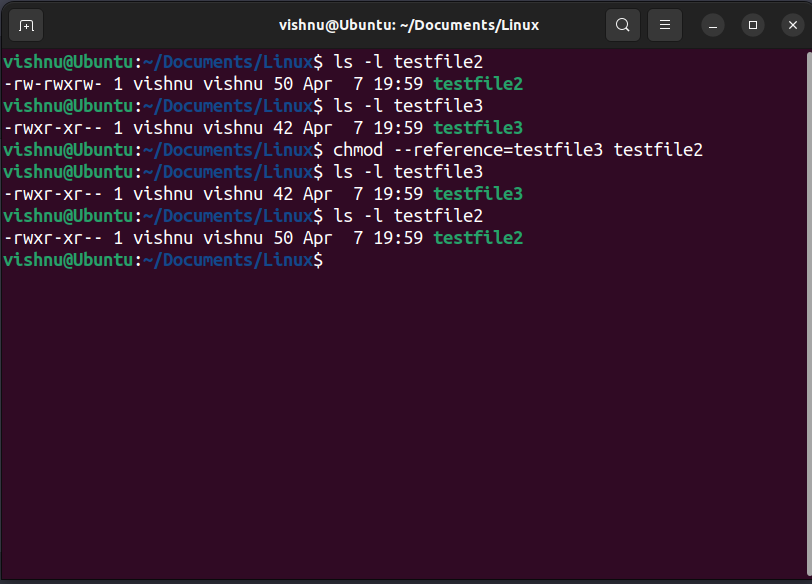 vishnu@Ubuntu: ~/Documents/Linux
vishnu@Ubuntu:~/Documents/Linux$ ls -l testfile2
-rw-rwxrw- 1 vishnu vishnu 50 Apr  7 19:59 testfile2
vishnu@Ubuntu:~/Documents/Linux$ ls -l testfile3
-rwxr-xr-- 1 vishnu vishnu 42 Apr  7 19:59 testfile3
vishnu@Ubuntu:~/Documents/Linux$ chmod --reference=testfile3 testfile2
vishnu@Ubuntu:~/Documents/Linux$ ls -l testfile3
-rwxr-xr-- 1 vishnu vishnu 42 Apr  7 19:59 testfile3
vishnu@Ubuntu:~/Documents/Linux$ ls -l testfile2
-rwxr-xr-- 1 vishnu vishnu 50 Apr  7 19:59 testfile2
vishnu@Ubuntu:~/Documents/Linux$